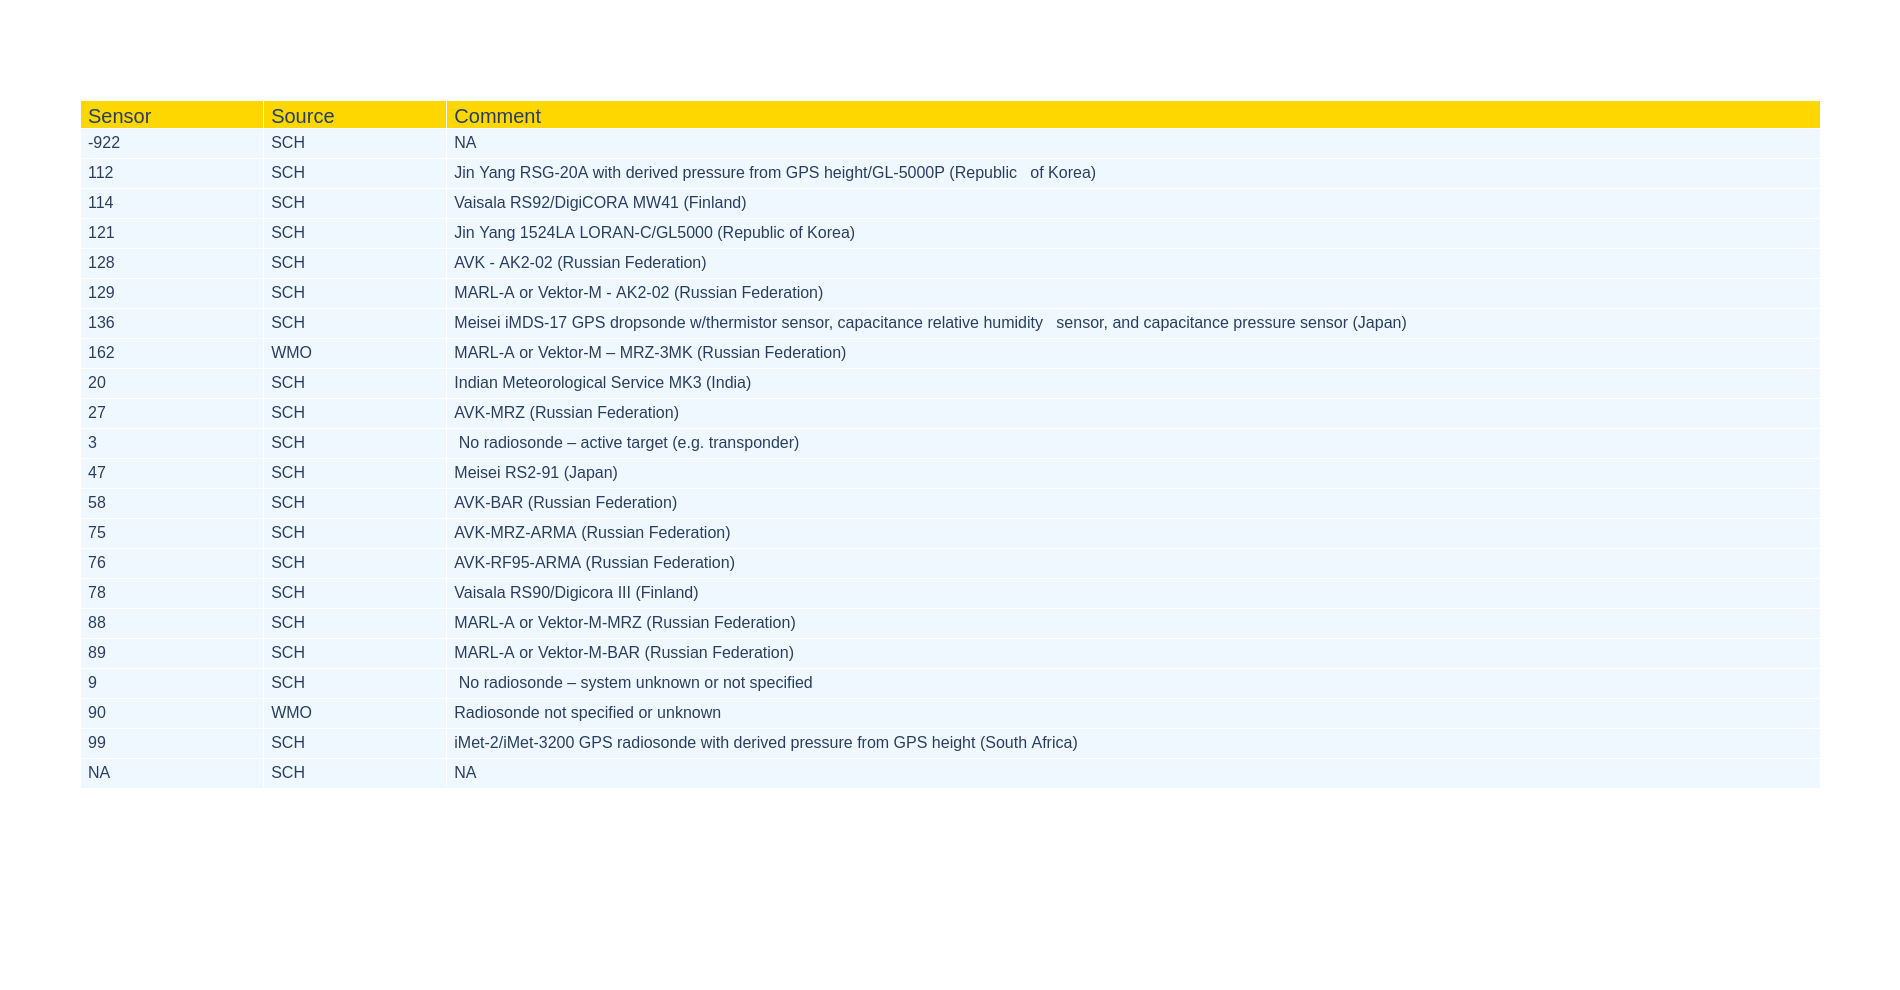 Sensor Source Comment
-922 SCH NA
112 SCH Jin Yang RSG-20A with derived pressure from GPS height/GL-5000P (Republic   of Korea)
114 SCH Vaisala RS92/DigiCORA MW41 (Finland)
121 SCH Jin Yang 1524LA LORAN-C/GL5000 (Republic of Korea)
128 SCH AVK - AK2-02 (Russian Federation)
129 SCH MARL-A or Vektor-M - AK2-02 (Russian Federation)
136 SCH Meisei iMDS-17 GPS dropsonde w/thermistor sensor, capacitance relative humidity   sensor, and capacitance pressure sensor (Japan)
162 WMO MARL-A or Vektor-M – MRZ-3MK (Russian Federation)
20 SCH Indian Meteorological Service MK3 (India)
27 SCH AVK-MRZ (Russian Federation)
3 SCH No radiosonde – active target (e.g. transponder)
47 SCH Meisei RS2-91 (Japan)
58 SCH AVK-BAR (Russian Federation)
75 SCH AVK-MRZ-ARMA (Russian Federation)
76 SCH AVK-RF95-ARMA (Russian Federation)
78 SCH Vaisala RS90/Digicora III (Finland)
88 SCH MARL-A or Vektor-M-MRZ (Russian Federation)
89 SCH MARL-A or Vektor-M-BAR (Russian Federation)
9 SCH No radiosonde – system unknown or not specified
90 WMO Radiosonde not specified or unknown
99 SCH iMet-2/iMet-3200 GPS radiosonde with derived pressure from GPS height (South Africa)
NA SCH NA